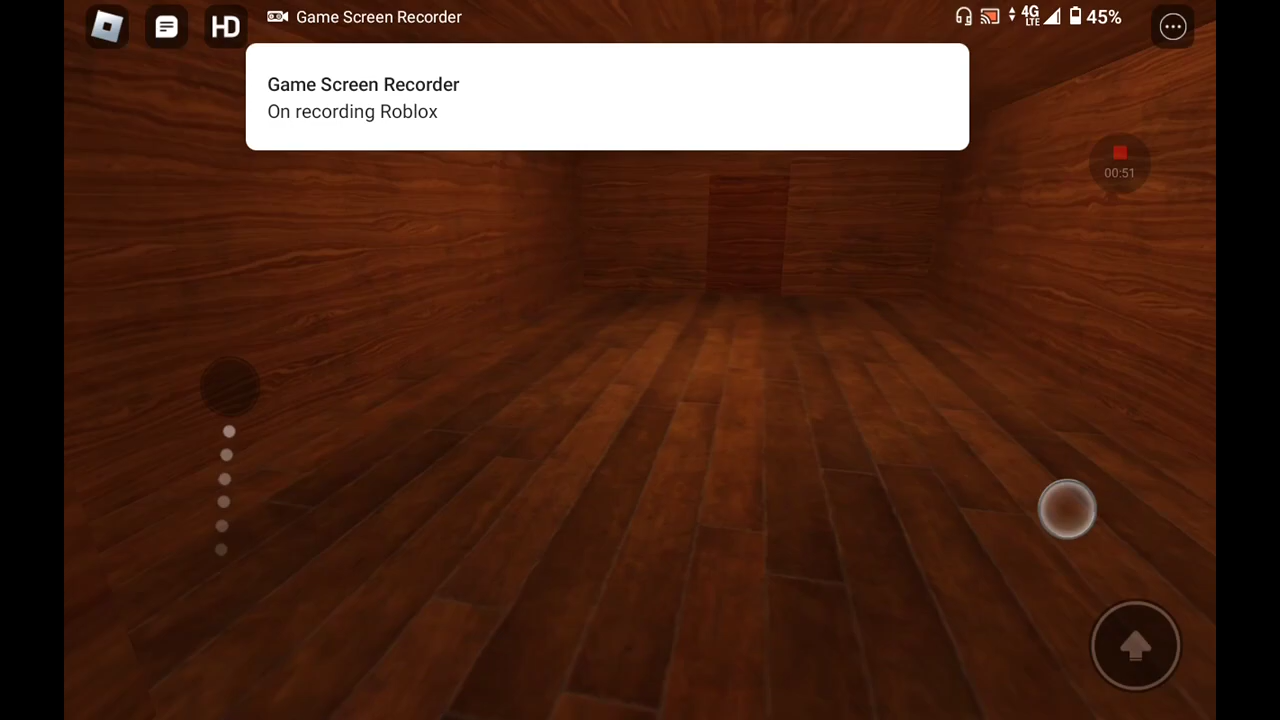 HD
Game Screen Recorder
4G
LTE
45%
Game Screen Recorder
On recording Roblox
00:51